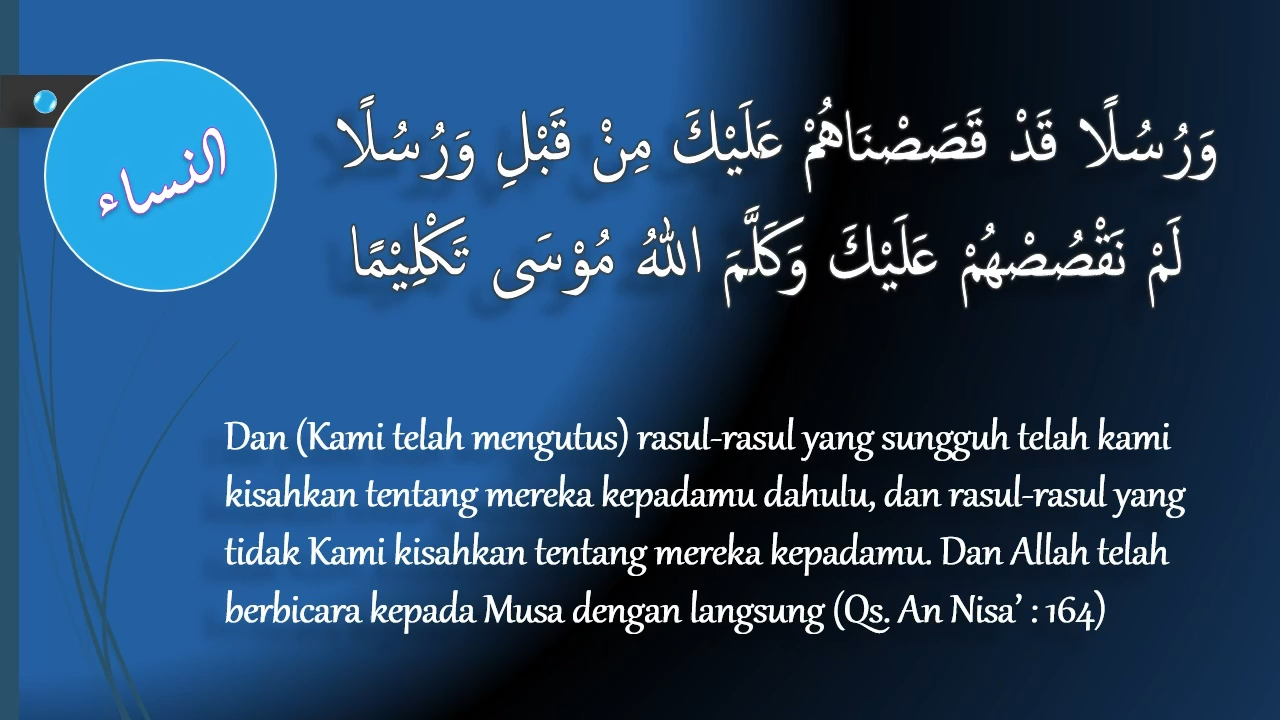 النساء
وَرُسُلًا قَدْ قَصَصْنَاهُمْ عَلَيْكَ مِنْ قَبْلِ وَرُسُلًا
لَمْ نَقْصُصْهُمْ عَلَيْكَ وَكَلَّمَ اللهُ مُوْسَى تَكْلِيْمًا
Dan (Kami telah mengutus) rasul-rasul yang sungguh telah kami
kisahkan tentang mereka kepadamu dahulu, dan rasul-rasul yang
tidak Kami kisahkan tentang mereka kepadamu. Dan Allah telah
berbicara kepada Musa dengan langsung (Qs. An Nisa’ : 164)